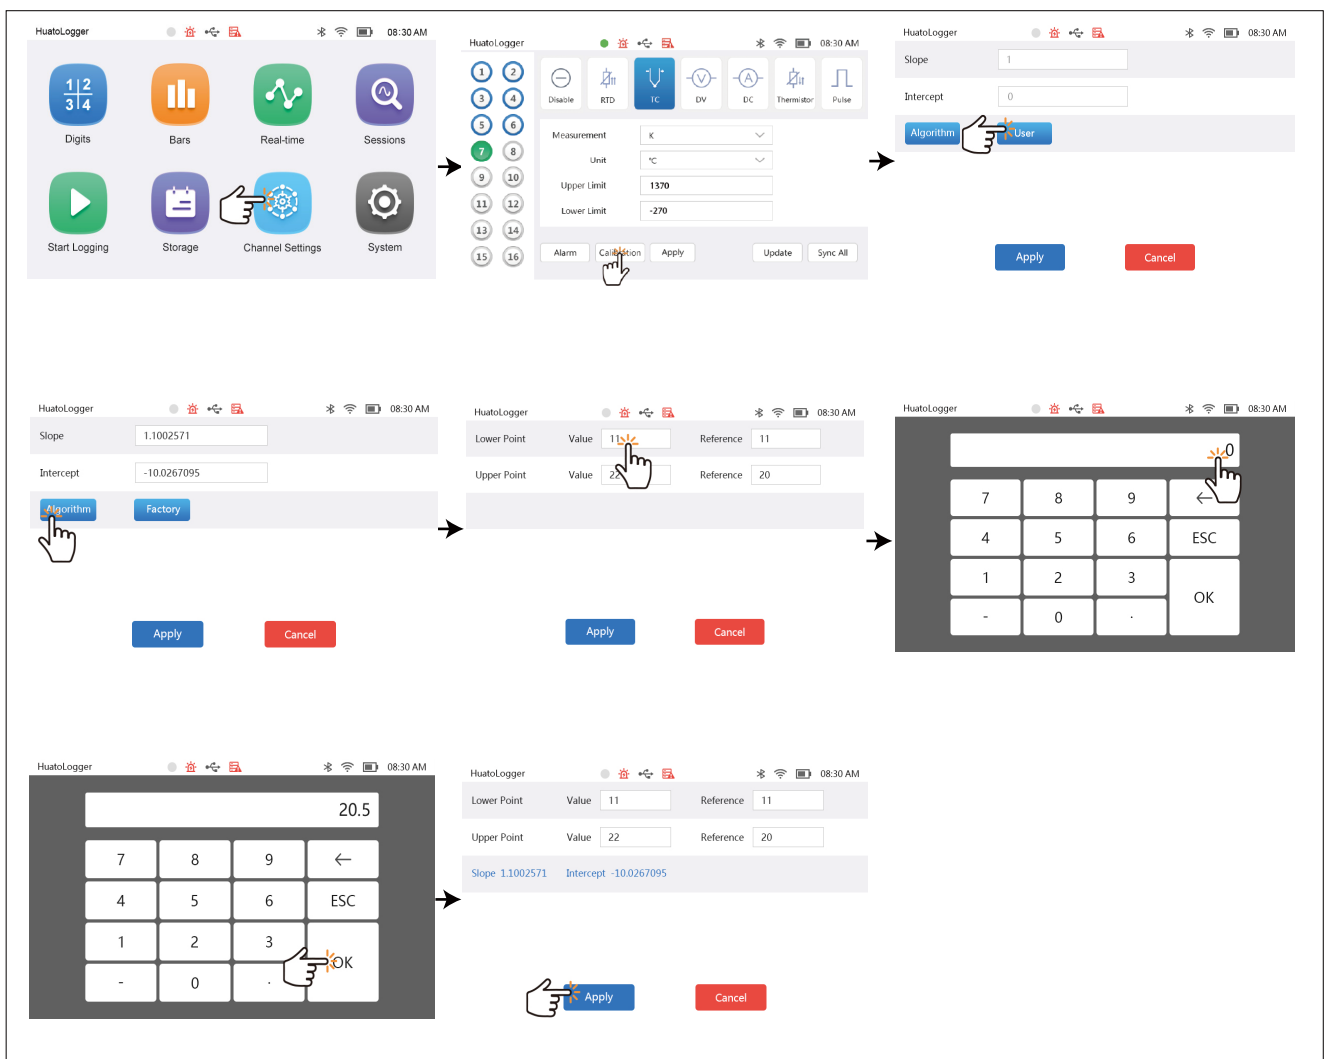 HuatoLogger 08:30 AM
1 2
3 4
Digits Bars Real-time Sessions
Start Logging Storage Channel Settings System
HuatoLogger 08:30 AM
1 2
3 4
5 6
7 8
9 10
11 12
13 14
15 16
Disable RTD TC DV DC Thermistor Pulse
Measurement K
Unit °C
Upper Limit 1370
Lower Limit -270
Alarm Calibration Apply Update Sync All
HuatoLogger 08:30 AM
Slope 1
Intercept 0
Algorithm User
Apply Cancel
HuatoLogger 08:30 AM
Slope 1.1002571
Intercept -10.0267095
Algorithm Factory
Apply Cancel
HuatoLogger 08:30 AM
Lower Point Value 11 Reference 11
Upper Point Value 22 Reference 20
Apply Cancel
HuatoLogger 08:30 AM
0
7 8 9 ←
4 5 6 ESC
1 2 3
OK
- 0 .
HuatoLogger 08:30 AM
20.5
7 8 9 ←
4 5 6 ESC
1 2 3
OK
- 0 .
HuatoLogger 08:30 AM
Lower Point Value 11 Reference 11
Upper Point Value 22 Reference 20
Slope 1.1002571 Intercept -10.0267095
Apply Cancel